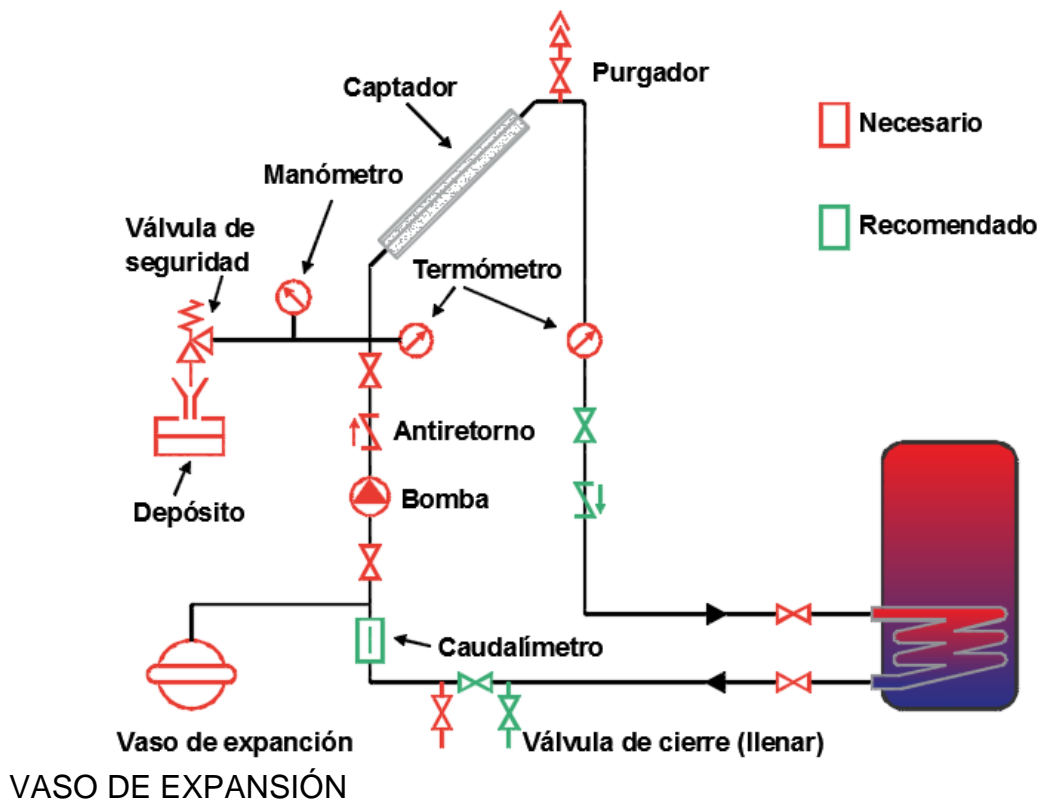 Purgador
Captador
Necesario
Manómetro
Válvula de
seguridad
Recomendado
Termómetro
Antiretorno
Bomba
Depósito
Caudalímetro
Vaso de expanción
Válvula de cierre (llenar)
VASO DE EXPANSIÓN